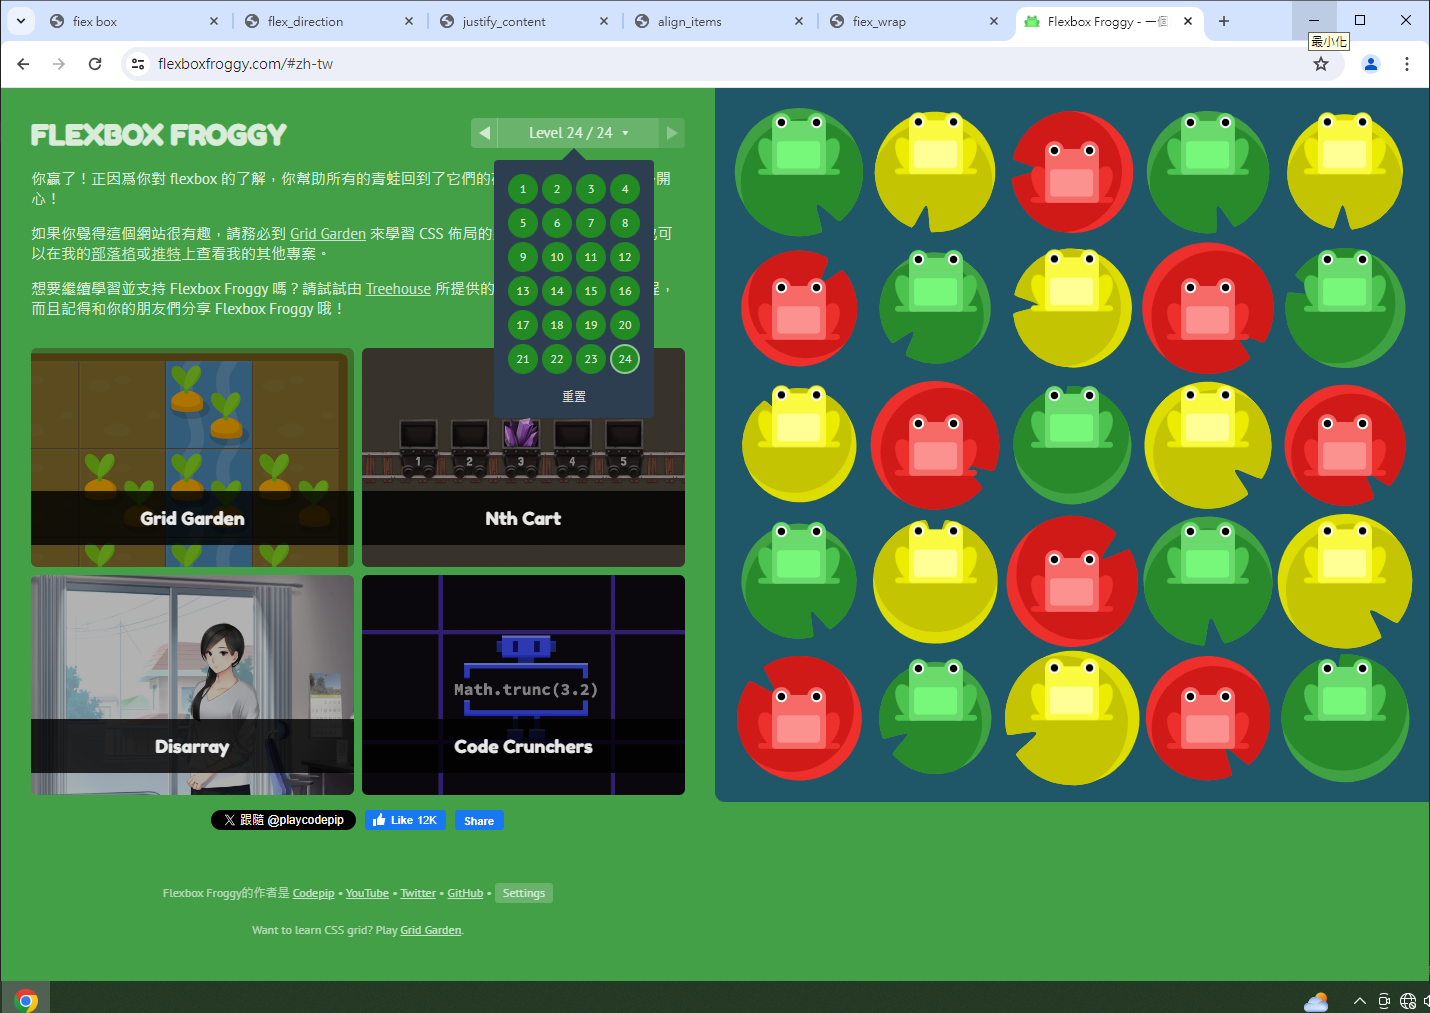 fiex box
flex_direction
justify_content
align_items
fiex_wrap
Flexbox Froggy - 一個
最小化
flexboxfroggy.com/#zh-tw
FLEXBOX FROGGY
Level 24 / 24
你贏了！正因爲你對 flexbox 的了解，你幫助所有的青蛙回到了它們的
開
心！
如果你覺得這個網站很有趣，請務必到 Grid Garden 來學習 CSS 佈局的
可
以在我的部落格或推特上查看我的其他專案。
想要繼續學習並支持 Flexbox Froggy 嗎？請試試由 Treehouse 所提供的
，
而且記得和你的朋友們分享 Flexbox Froggy 哦！
1 2 3 4
5 6 7 8
9 10 11 12
13 14 15 16
17 18 19 20
21 22 23 24
重置
1 2 3 4 5
Grid Garden
Nth Cart
Math.trunc(3.2)
Disarray
Code Crunchers
跟隨 @playcodepip
Like 12K
Share
Flexbox Froggy的作者是 Codepip • YouTube • Twitter • GitHub • Settings
Want to learn CSS grid? Play Grid Garden.